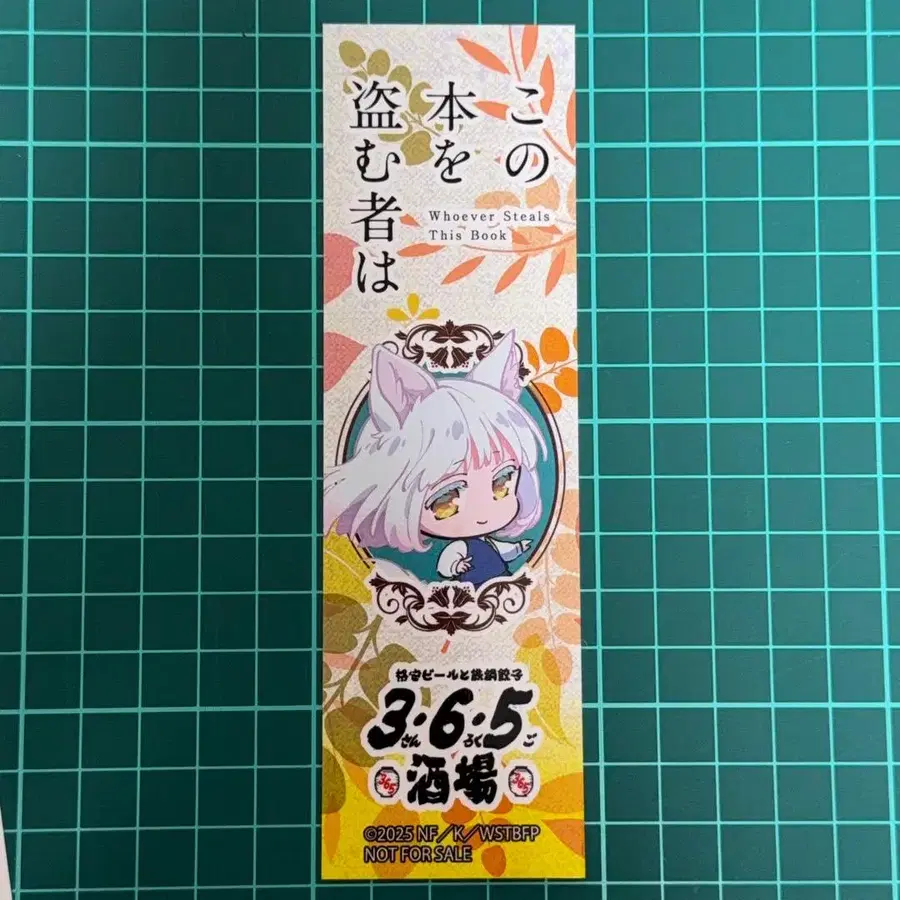 この
本を
盗む者は
Whoever Steals
This Book
格安ビールと鉄鍋餃子
3・6・5
さん ろく ご
酒場
365 365
©2025 NF／K／WSTBFP
NOT FOR SALE